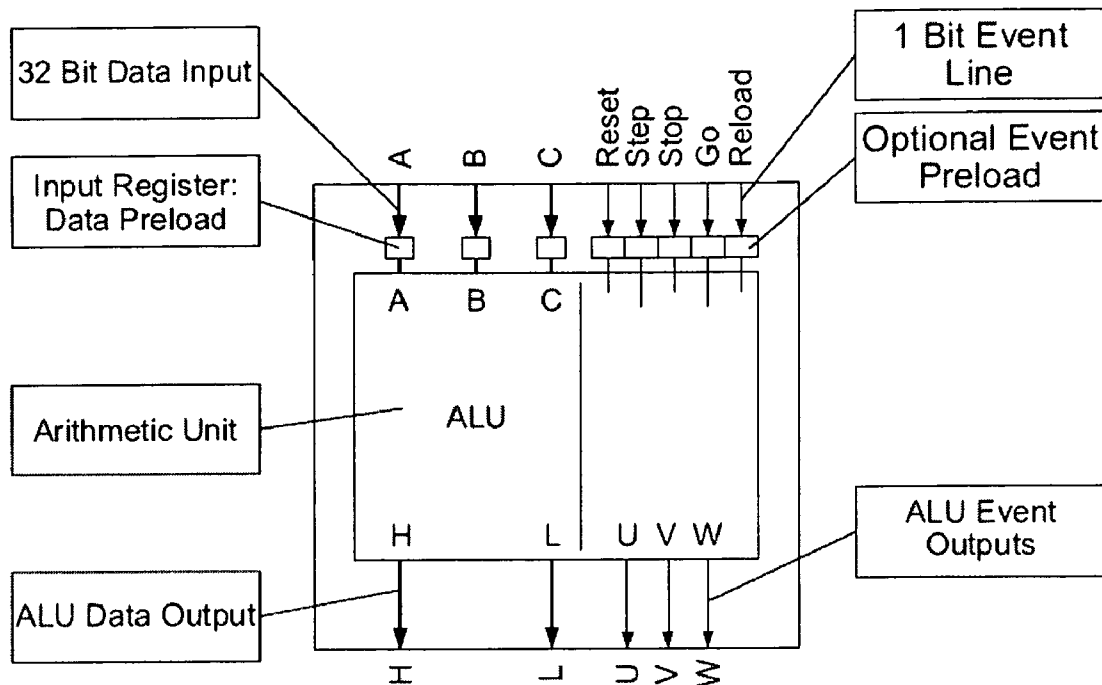 32 Bit Data Input
1 Bit Event
Line
A
B
C
Reset
Step
Stop
Go
Reload
Input Register:
Data Preload
Optional Event
Preload
A B C
Arithmetic Unit
ALU
H L U V W
ALU Event
Outputs
ALU Data Output
H
L
U
V
W